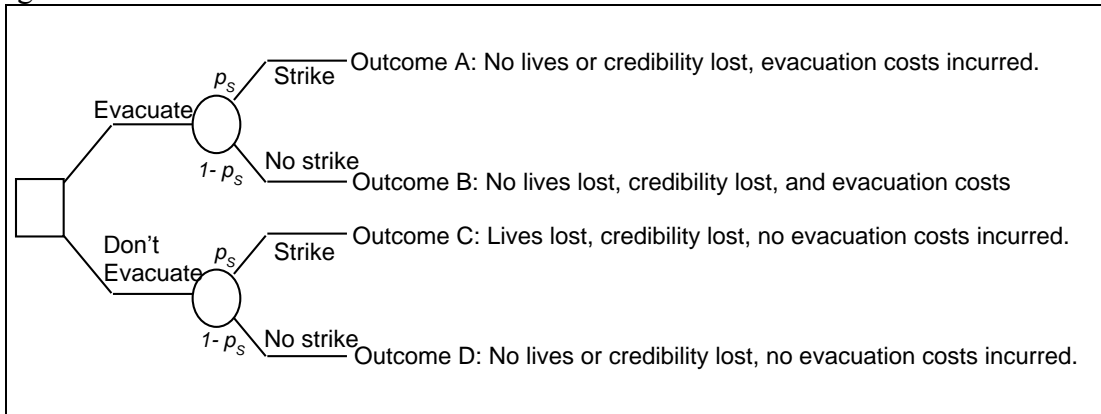 p_S
Strike
Outcome A: No lives or credibility lost, evacuation costs incurred.
Evacuate
1- p_S
No strike
Outcome B: No lives lost, credibility lost, and evacuation costs
Don't
Evacuate
p_S
Strike
Outcome C: Lives lost, credibility lost, no evacuation costs incurred.
1- p_S
No strike
Outcome D: No lives or credibility lost, no evacuation costs incurred.